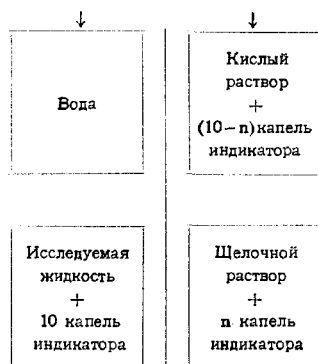 Вода
Кислый
раствор
+
(10−n) капель
индикатора
Исследуемая
жидкость
+
10 капель
индикатора
Щелочной
раствор
+
n капель
индикатора